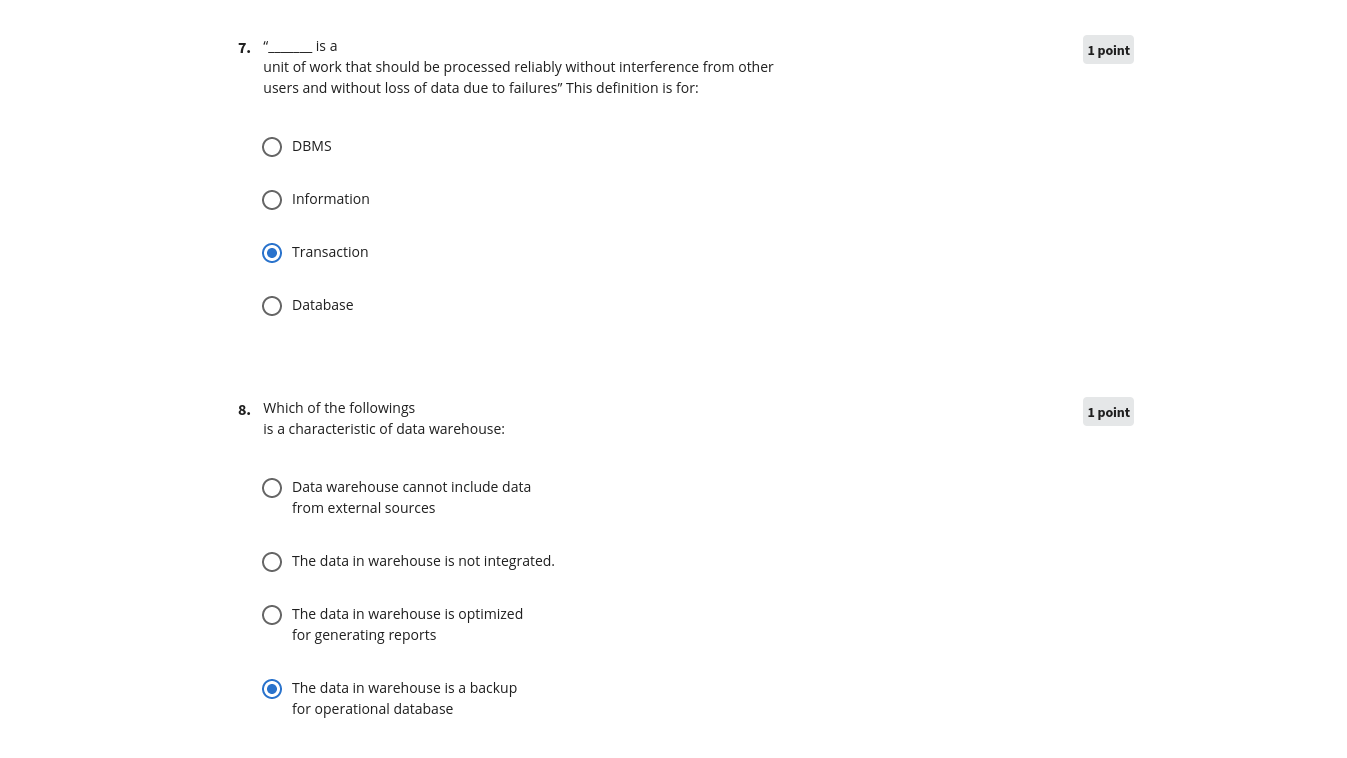 7. “_______ is a
1 point
unit of work that should be processed reliably without interference from other
users and without loss of data due to failures” This definition is for:
DBMS
Information
Transaction
Database
8. Which of the followings
1 point
is a characteristic of data warehouse:
Data warehouse cannot include data
from external sources
The data in warehouse is not integrated.
The data in warehouse is optimized
for generating reports
The data in warehouse is a backup
for operational database